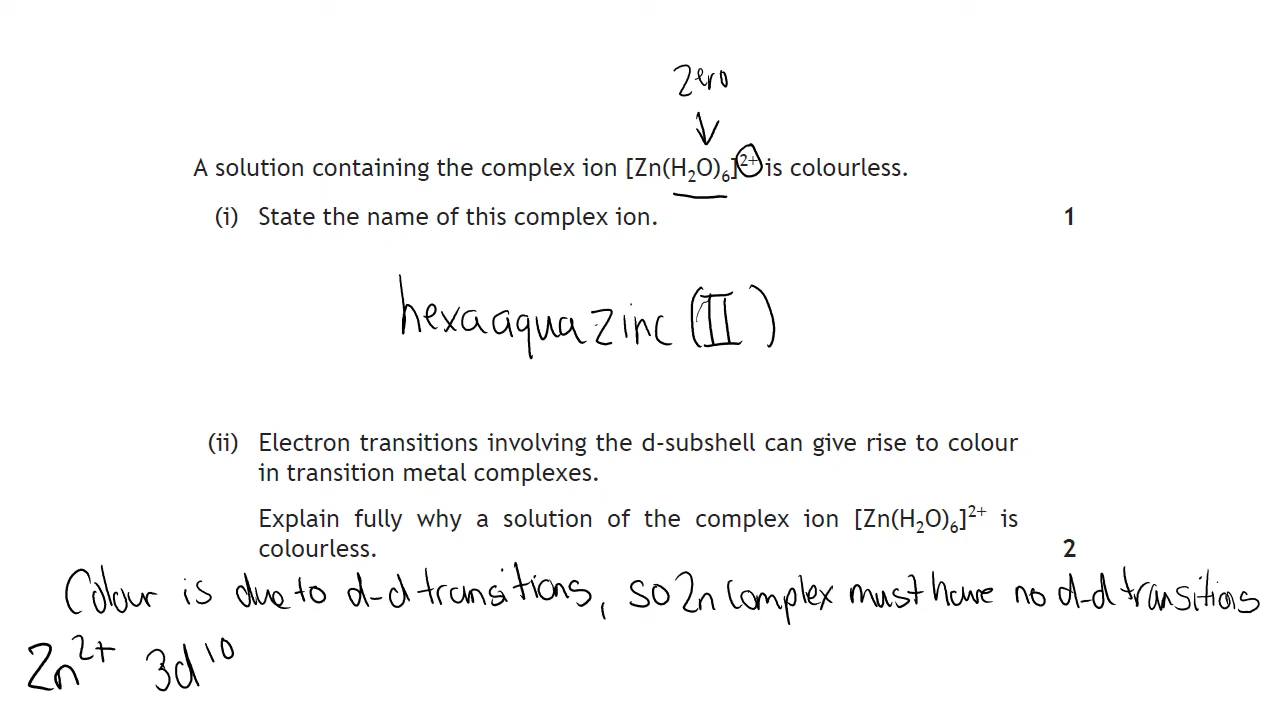 zero
↓
A solution containing the complex ion [Zn(H₂O)₆]²⁺ is colourless.
(i) State the name of this complex ion. 1
hexaaquazinc(II)
(ii) Electron transitions involving the d-subshell can give rise to colour
in transition metal complexes.
Explain fully why a solution of the complex ion [Zn(H₂O)₆]²⁺ is
colourless. 2
Colour is due to d-d transitions, so Zn complex must have no d-d transitions
Zn²⁺ 3d¹⁰